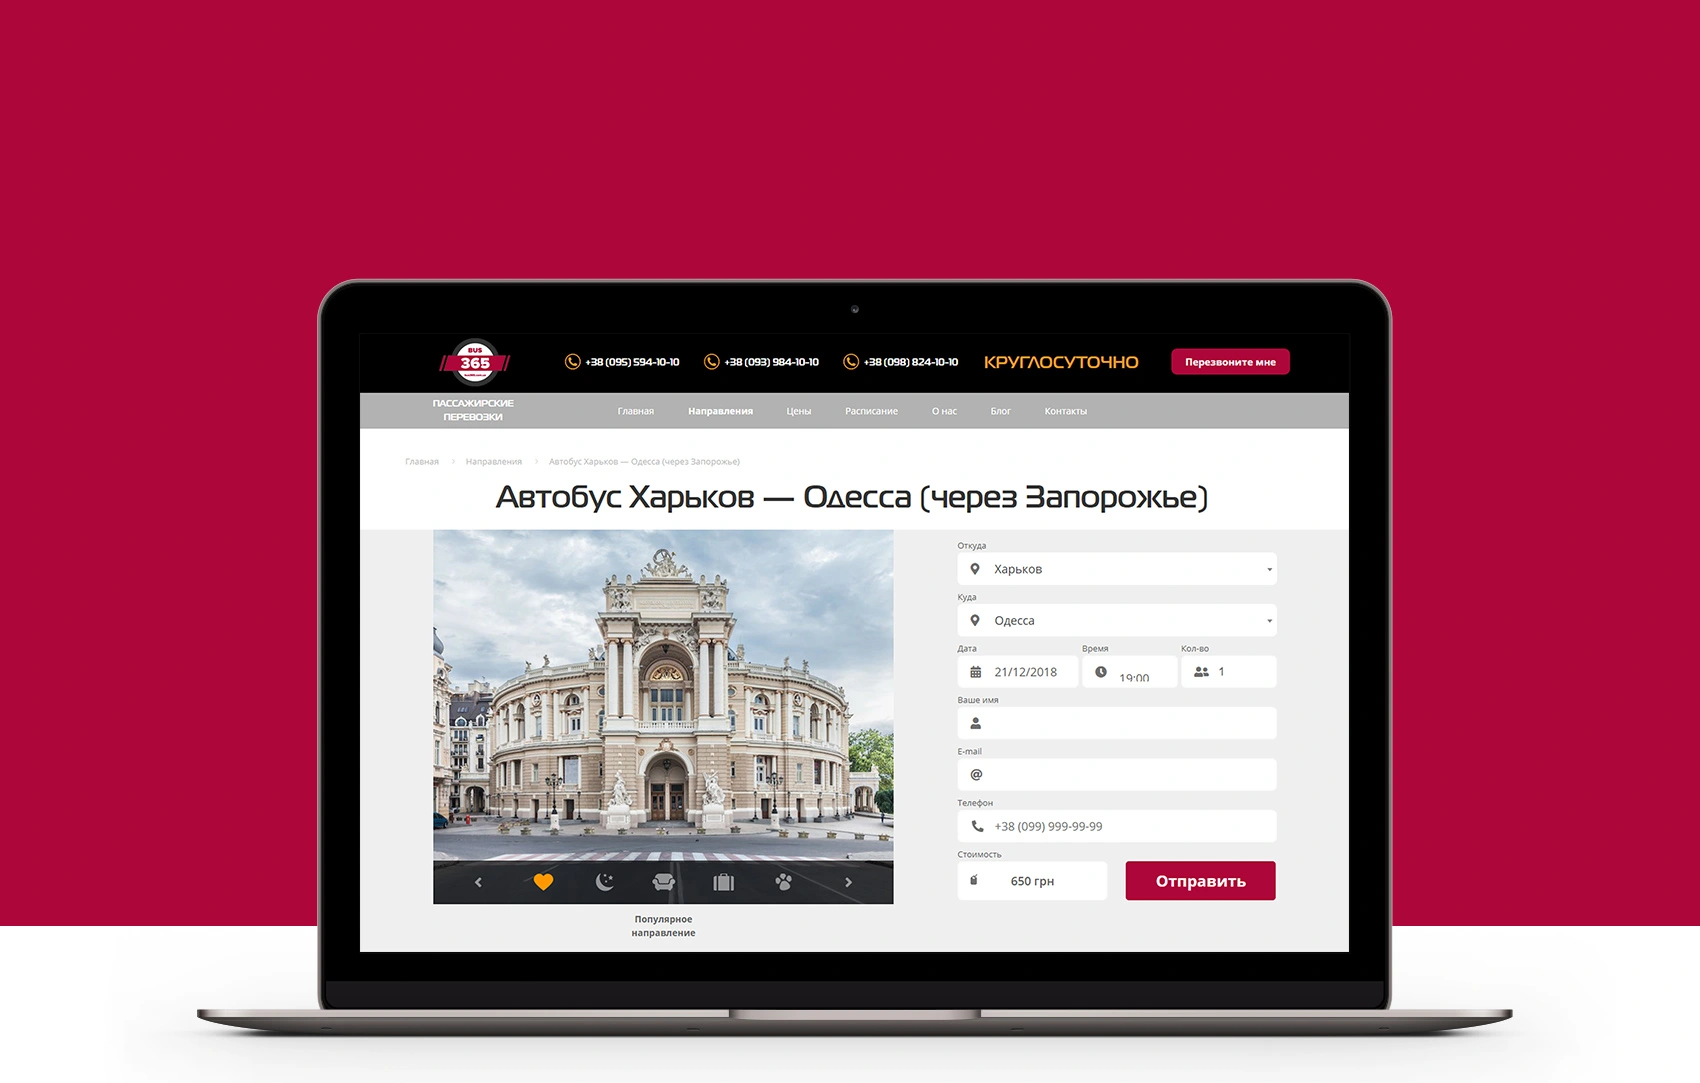 BUS
365
+38 (095) 594-10-10
+38 (093) 984-10-10
+38 (098) 824-10-10
КРУГЛОСУТОЧНО
Перезвоните мне
ПАССАЖИРСКИЕ
ПЕРЕВОЗКИ
Главная
Направления
Цены
Расписание
О нас
Блог
Контакты
Главная > Направления > Автобус Харьков — Одесса (через Запорожье)
Автобус Харьков — Одесса (через Запорожье)
Откуда
Харьков
Куда
Одесса
Дата
Время
Кол-во
21/12/2018
19:00
1
Ваше имя
E-mail
@
Телефон
+38 (099) 999-99-99
Стоимость
650 грн
Отправить
Популярное
направление